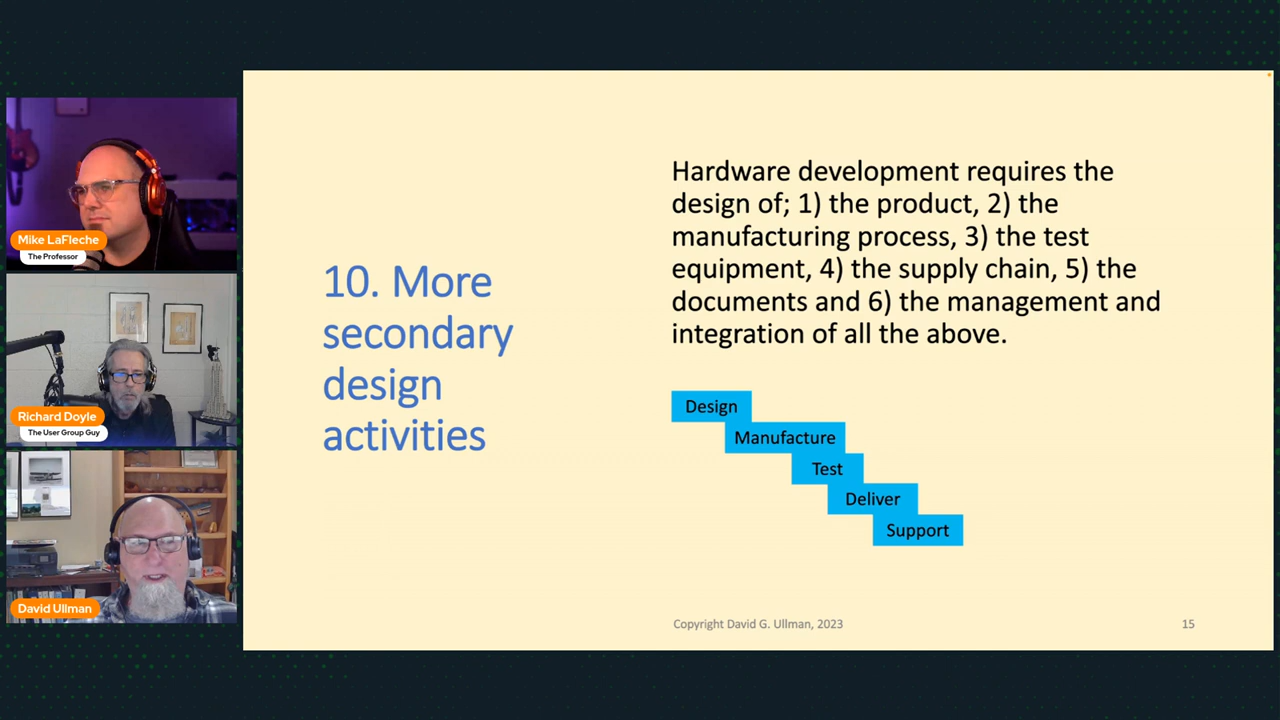 Mike LaFleche
The Professor
Richard Doyle
The User Group Guy
David Ullman
10. More
secondary
design
activities
Hardware development requires the
design of; 1) the product, 2) the
manufacturing process, 3) the test
equipment, 4) the supply chain, 5) the
documents and 6) the management and
integration of all the above.
Design
Manufacture
Test
Deliver
Support
Copyright David G. Ullman, 2023
15